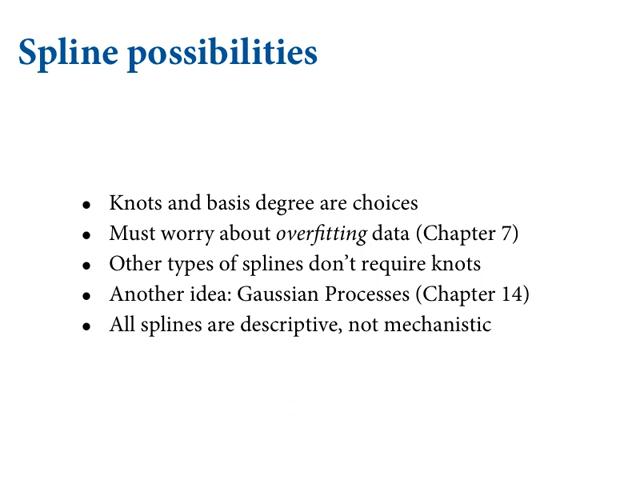 Spline possibilities
• Knots and basis degree are choices
• Must worry about overfitting data (Chapter 7)
• Other types of splines don’t require knots
• Another idea: Gaussian Processes (Chapter 14)
• All splines are descriptive, not mechanistic